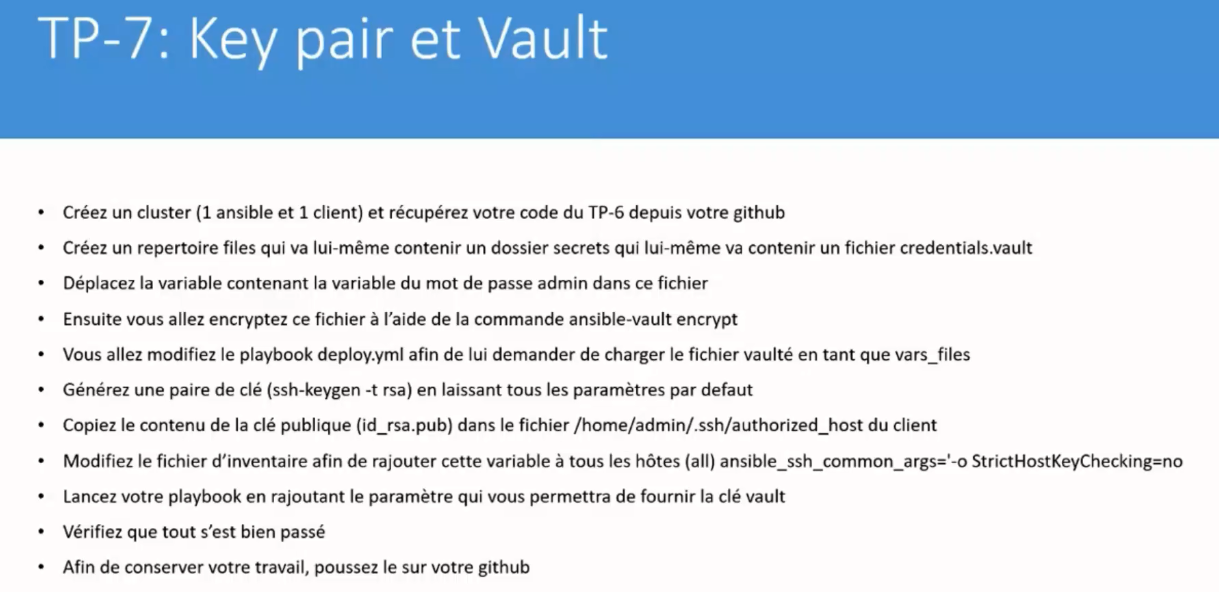 TP-7: Key pair et Vault
• Créez un cluster (1 ansible et 1 client) et récupérez votre code du TP-6 depuis votre github
• Créez un repertoire files qui va lui-même contenir un dossier secrets qui lui-même va contenir un fichier credentials.vault
• Déplacez la variable contenant la variable du mot de passe admin dans ce fichier
• Ensuite vous allez encryptez ce fichier à l'aide de la commande ansible-vault encrypt
• Vous allez modifiez le playbook deploy.yml afin de lui demander de charger le fichier vaulté en tant que vars_files
• Générez une paire de clé (ssh-keygen -t rsa) en laissant tous les paramètres par defaut
• Copiez le contenu de la clé publique (id_rsa.pub) dans le fichier /home/admin/.ssh/authorized_host du client
• Modifiez le fichier d'inventaire afin de rajouter cette variable à tous les hôtes (all) ansible_ssh_common_args='-o StrictHostKeyChecking=no
• Lancez votre playbook en rajoutant le paramètre qui vous permettra de fournir la clé vault
• Vérifiez que tout s'est bien passé
• Afin de conserver votre travail, poussez le sur votre github